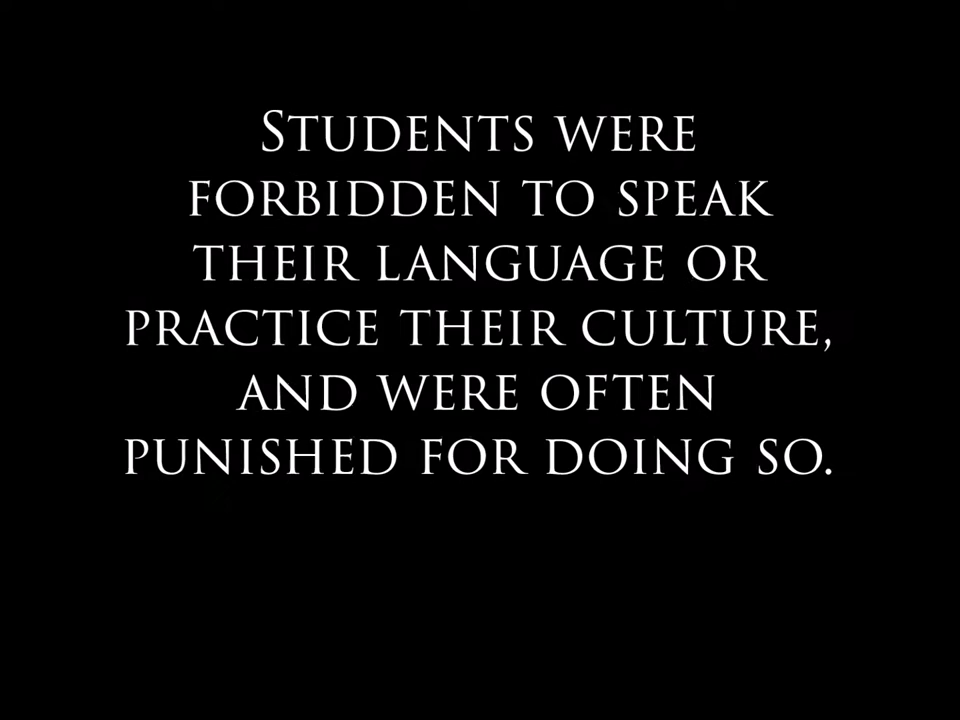 Students were
forbidden to speak
their language or
practice their culture,
and were often
punished for doing so.